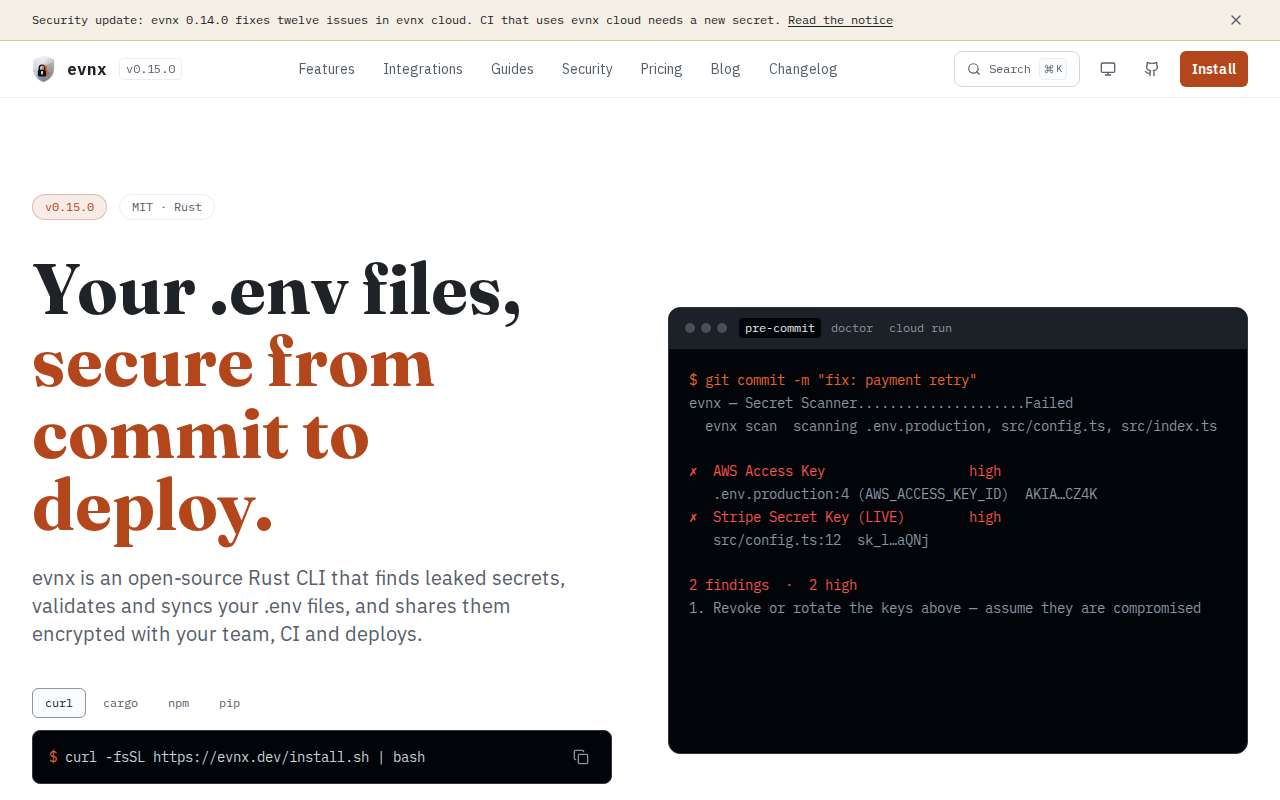 Security update: evnx 0.14.0 fixes twelve issues in evnx cloud. CI that uses evnx cloud needs a new secret. Read the notice
evnx v0.15.0 Features Integrations Guides Security Pricing Blog Changelog Search ⌘K Install
v0.15.0 MIT · Rust
Your .env files,
secure from
commit to
deploy.
evnx is an open-source Rust CLI that finds leaked secrets,
validates and syncs your .env files, and shares them
encrypted with your team, CI and deploys.
curl cargo npm pip
$ curl -fsSL https://evnx.dev/install.sh | bash
pre-commit doctor cloud run
$ git commit -m "fix: payment retry"
evnx — Secret Scanner.....................Failed
evnx scan  scanning .env.production, src/config.ts, src/index.ts
✗  AWS Access Key                  high
.env.production:4 (AWS_ACCESS_KEY_ID)  AKIA…CZ4K
✗  Stripe Secret Key (LIVE)        high
src/config.ts:12  sk_l…aQNj
2 findings  ·  2 high
1. Revoke or rotate the keys above — assume they are compromised